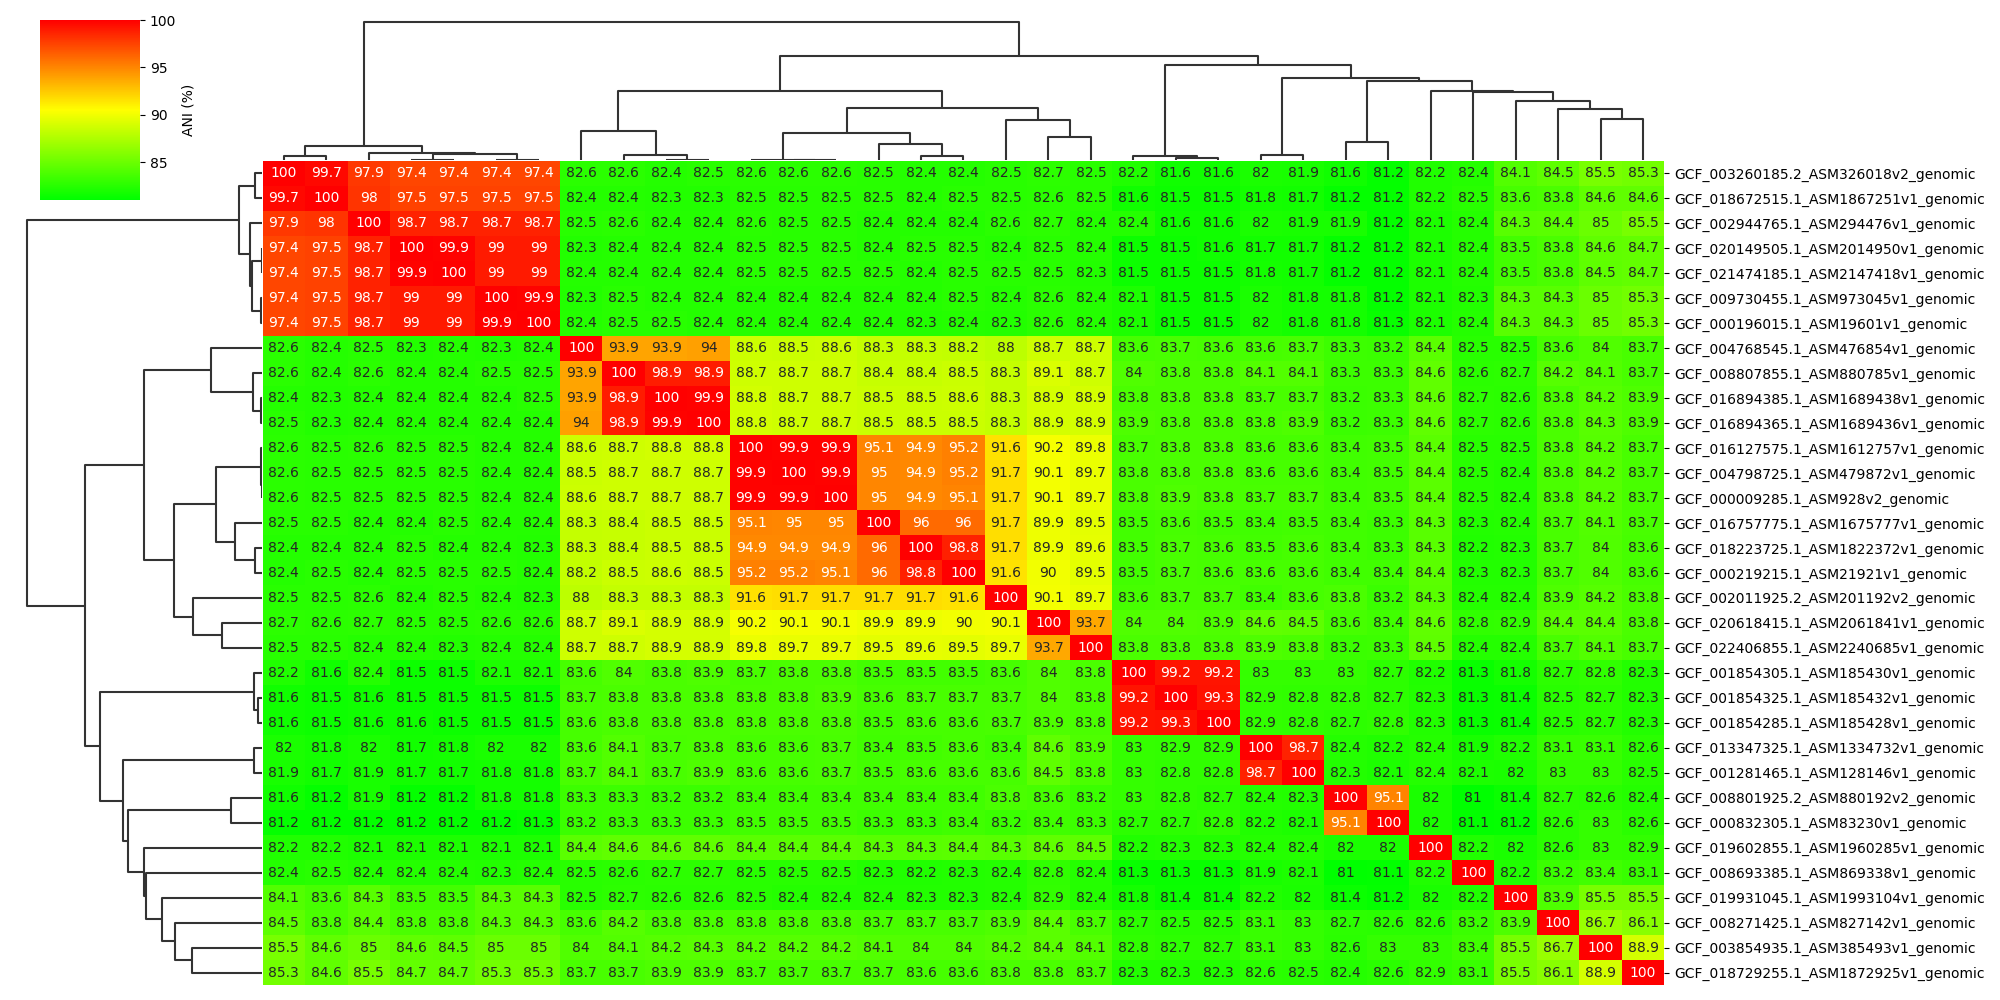 100
95
90
85
ANI (%)
100 99.7 97.9 97.4 97.4 97.4 97.4 82.6 82.6 82.4 82.5 82.6 82.6 82.6 82.5 82.4 82.4 82.5 82.7 82.5 82.2 81.6 81.6 82 81.9 81.6 81.2 82.2 82.4 84.1 84.5 85.5 85.3 GCF_003260185.2_ASM326018v2_genomic
99.7 100 98 97.5 97.5 97.5 97.5 82.4 82.4 82.3 82.3 82.5 82.5 82.5 82.5 82.4 82.5 82.5 82.6 82.5 81.6 81.5 81.5 81.8 81.7 81.2 81.2 82.2 82.5 83.6 83.8 84.6 84.6 GCF_018672515.1_ASM1867251v1_genomic
97.9 98 100 98.7 98.7 98.7 98.7 82.5 82.6 82.4 82.4 82.6 82.5 82.5 82.4 82.4 82.4 82.6 82.7 82.4 82.4 81.6 81.6 82 81.9 81.9 81.2 82.1 82.4 84.3 84.4 85 85.5 GCF_002944765.1_ASM294476v1_genomic
97.4 97.5 98.7 100 99.9 99 99 82.3 82.4 82.4 82.4 82.5 82.5 82.5 82.4 82.5 82.5 82.4 82.5 82.4 81.5 81.5 81.6 81.7 81.7 81.2 81.2 82.1 82.4 83.5 83.8 84.6 84.7 GCF_020149505.1_ASM2014950v1_genomic
97.4 97.5 98.7 99.9 100 99 99 82.4 82.4 82.4 82.4 82.5 82.5 82.5 82.5 82.4 82.5 82.5 82.5 82.3 81.5 81.5 81.5 81.8 81.7 81.2 81.2 82.1 82.4 83.5 83.8 84.5 84.7 GCF_021474185.1_ASM2147418v1_genomic
97.4 97.5 98.7 99 99 100 99.9 82.3 82.5 82.4 82.4 82.4 82.4 82.4 82.4 82.4 82.5 82.4 82.6 82.4 82.1 81.5 81.5 82 81.8 81.8 81.2 82.1 82.3 84.3 84.3 85 85.3 GCF_009730455.1_ASM973045v1_genomic
97.4 97.5 98.7 99 99 99.9 100 82.4 82.5 82.5 82.4 82.4 82.4 82.4 82.4 82.3 82.4 82.3 82.6 82.4 82.1 81.5 81.5 82 81.8 81.8 81.3 82.1 82.4 84.3 84.3 85 85.3 GCF_000196015.1_ASM19601v1_genomic
82.6 82.4 82.5 82.3 82.4 82.3 82.4 100 93.9 93.9 94 88.6 88.5 88.6 88.3 88.3 88.2 88 88.7 88.7 83.6 83.7 83.6 83.6 83.7 83.3 83.2 84.4 82.5 82.5 83.6 84 83.7 GCF_004768545.1_ASM476854v1_genomic
82.6 82.4 82.6 82.4 82.4 82.5 82.5 93.9 100 98.9 98.9 88.7 88.7 88.7 88.4 88.4 88.5 88.3 89.1 88.7 84 83.8 83.8 84.1 84.1 83.3 83.3 84.6 82.6 82.7 84.2 84.1 83.7 GCF_008807855.1_ASM880785v1_genomic
82.4 82.3 82.4 82.4 82.4 82.4 82.5 93.9 98.9 100 99.9 88.8 88.7 88.7 88.5 88.5 88.6 88.3 88.9 88.9 83.8 83.8 83.8 83.7 83.7 83.2 83.3 84.6 82.7 82.6 83.8 84.2 83.9 GCF_016894385.1_ASM1689438v1_genomic
82.5 82.3 82.4 82.4 82.4 82.4 82.4 94 98.9 99.9 100 88.8 88.7 88.7 88.5 88.5 88.5 88.3 88.9 88.9 83.9 83.8 83.8 83.8 83.9 83.2 83.3 84.6 82.7 82.6 83.8 84.3 83.9 GCF_016894365.1_ASM1689436v1_genomic
82.6 82.5 82.6 82.5 82.5 82.4 82.4 88.6 88.7 88.8 88.8 100 99.9 99.9 95.1 94.9 95.2 91.6 90.2 89.8 83.7 83.8 83.8 83.6 83.6 83.4 83.5 84.4 82.5 82.5 83.8 84.2 83.7 GCF_016127575.1_ASM1612757v1_genomic
82.6 82.5 82.5 82.5 82.5 82.4 82.4 88.5 88.7 88.7 88.7 99.9 100 99.9 95 94.9 95.2 91.7 90.1 89.7 83.8 83.8 83.8 83.6 83.6 83.4 83.5 84.4 82.5 82.4 83.8 84.2 83.7 GCF_004798725.1_ASM479872v1_genomic
82.6 82.5 82.5 82.5 82.5 82.4 82.4 88.6 88.7 88.7 88.7 99.9 99.9 100 95 94.9 95.1 91.7 90.1 89.7 83.8 83.9 83.8 83.7 83.7 83.4 83.5 84.4 82.5 82.4 83.8 84.2 83.7 GCF_000009285.1_ASM928v2_genomic
82.5 82.5 82.4 82.4 82.5 82.4 82.4 88.3 88.4 88.5 88.5 95.1 95 95 100 96 96 91.7 89.9 89.5 83.5 83.6 83.5 83.4 83.5 83.4 83.3 84.3 82.3 82.4 83.7 84.1 83.7 GCF_016757775.1_ASM1675777v1_genomic
82.4 82.4 82.4 82.5 82.4 82.4 82.3 88.3 88.4 88.5 88.5 94.9 94.9 94.9 96 100 98.8 91.7 89.9 89.6 83.5 83.7 83.6 83.5 83.6 83.4 83.3 84.3 82.2 82.3 83.7 84 83.6 GCF_018223725.1_ASM1822372v1_genomic
82.4 82.5 82.4 82.5 82.5 82.5 82.4 88.2 88.5 88.6 88.5 95.2 95.2 95.1 96 98.8 100 91.6 90 89.5 83.5 83.7 83.6 83.6 83.6 83.4 83.4 84.4 82.3 82.3 83.7 84 83.6 GCF_000219215.1_ASM21921v1_genomic
82.5 82.5 82.6 82.4 82.5 82.4 82.3 88 88.3 88.3 88.3 91.6 91.7 91.7 91.7 91.7 91.6 100 90.1 89.7 83.6 83.7 83.7 83.4 83.6 83.8 83.2 84.3 82.4 82.4 83.9 84.2 83.8 GCF_002011925.2_ASM201192v2_genomic
82.7 82.6 82.7 82.5 82.5 82.6 82.6 88.7 89.1 88.9 88.9 90.2 90.1 90.1 89.9 89.9 90 90.1 100 93.7 84 84 83.9 84.6 84.5 83.6 83.4 84.6 82.8 82.9 84.4 84.4 83.8 GCF_020618415.1_ASM2061841v1_genomic
82.5 82.5 82.4 82.4 82.3 82.4 82.4 88.7 88.7 88.9 88.9 89.8 89.7 89.7 89.5 89.6 89.5 89.7 93.7 100 83.8 83.8 83.8 83.9 83.8 83.2 83.3 84.5 82.4 82.4 83.7 84.1 83.7 GCF_022406855.1_ASM2240685v1_genomic
82.2 81.6 82.4 81.5 81.5 82.1 82.1 83.6 84 83.8 83.9 83.7 83.8 83.8 83.5 83.5 83.5 83.6 84 83.8 100 99.2 99.2 83 83 83 82.7 82.2 81.3 81.8 82.7 82.8 82.3 GCF_001854305.1_ASM185430v1_genomic
81.6 81.5 81.6 81.5 81.5 81.5 81.5 83.7 83.8 83.8 83.8 83.8 83.8 83.9 83.6 83.7 83.7 83.7 84 83.8 99.2 100 99.3 82.9 82.8 82.8 82.7 82.3 81.3 81.4 82.5 82.7 82.3 GCF_001854325.1_ASM185432v1_genomic
81.6 81.5 81.6 81.6 81.5 81.5 81.5 83.6 83.8 83.8 83.8 83.8 83.8 83.8 83.5 83.6 83.6 83.7 83.9 83.8 99.2 99.3 100 82.9 82.8 82.7 82.8 82.3 81.3 81.4 82.5 82.7 82.3 GCF_001854285.1_ASM185428v1_genomic
82 81.8 82 81.7 81.8 82 82 83.6 84.1 83.7 83.8 83.6 83.6 83.7 83.4 83.5 83.6 83.4 84.6 83.9 83 82.9 82.9 100 98.7 82.4 82.2 82.4 81.9 82.2 83.1 83.1 82.6 GCF_013347325.1_ASM1334732v1_genomic
81.9 81.7 81.9 81.7 81.7 81.8 81.8 83.7 84.1 83.7 83.9 83.6 83.6 83.7 83.5 83.6 83.6 83.6 84.5 83.8 83 82.8 82.8 98.7 100 82.3 82.1 82.4 82.1 82 83 83 82.5 GCF_001281465.1_ASM128146v1_genomic
81.6 81.2 81.9 81.2 81.2 81.8 81.8 83.3 83.3 83.2 83.2 83.4 83.4 83.4 83.4 83.4 83.4 83.8 83.6 83.2 83 82.8 82.7 82.4 82.3 100 95.1 82 81 81.4 82.7 82.6 82.4 GCF_008801925.2_ASM880192v2_genomic
81.2 81.2 81.2 81.2 81.2 81.2 81.3 83.2 83.3 83.3 83.3 83.5 83.5 83.5 83.3 83.3 83.4 83.2 83.4 83.3 82.7 82.7 82.8 82.2 82.1 95.1 100 82 81.1 81.2 82.6 83 82.6 GCF_000832305.1_ASM83230v1_genomic
82.2 82.2 82.1 82.1 82.1 82.1 82.1 84.4 84.6 84.6 84.6 84.4 84.4 84.4 84.3 84.3 84.4 84.3 84.6 84.5 82.2 82.3 82.3 82.4 82.4 82 82 100 82.2 82 82.6 83 82.9 GCF_019602855.1_ASM1960285v1_genomic
82.4 82.5 82.4 82.4 82.4 82.3 82.4 82.5 82.6 82.7 82.7 82.5 82.5 82.5 82.3 82.2 82.3 82.4 82.8 82.4 81.3 81.3 81.3 81.9 82.1 81 81.1 82.2 100 82.2 83.2 83.4 83.1 GCF_008693385.1_ASM869338v1_genomic
84.1 83.6 84.3 83.5 83.5 84.3 84.3 82.5 82.7 82.6 82.6 82.5 82.4 82.4 82.4 82.3 82.3 82.4 82.9 82.4 81.8 81.4 81.4 82.2 82 81.4 81.2 82 82.2 100 83.9 85.5 85.5 GCF_019931045.1_ASM1993104v1_genomic
84.5 83.8 84.4 83.8 83.8 84.3 84.3 83.6 84.2 83.8 83.8 83.8 83.8 83.8 83.7 83.7 83.7 83.9 84.4 83.7 82.7 82.5 82.5 83.1 83 82.7 82.6 82.6 83.2 83.9 100 86.7 86.1 GCF_008271425.1_ASM827142v1_genomic
85.5 84.6 85 84.6 84.5 85 85 84 84.1 84.2 84.3 84.2 84.2 84.2 84.1 84 84 84.2 84.4 84.1 82.8 82.7 82.7 83.1 83 82.6 83 83 83.4 85.5 86.7 100 88.9 GCF_003854935.1_ASM385493v1_genomic
85.3 84.6 85.5 84.7 84.7 85.3 85.3 83.7 83.7 83.9 83.9 83.7 83.7 83.7 83.7 83.6 83.6 83.8 83.8 83.7 82.3 82.3 82.3 82.6 82.5 82.4 82.6 82.9 83.1 85.5 86.1 88.9 100 GCF_018729255.1_ASM1872925v1_genomic